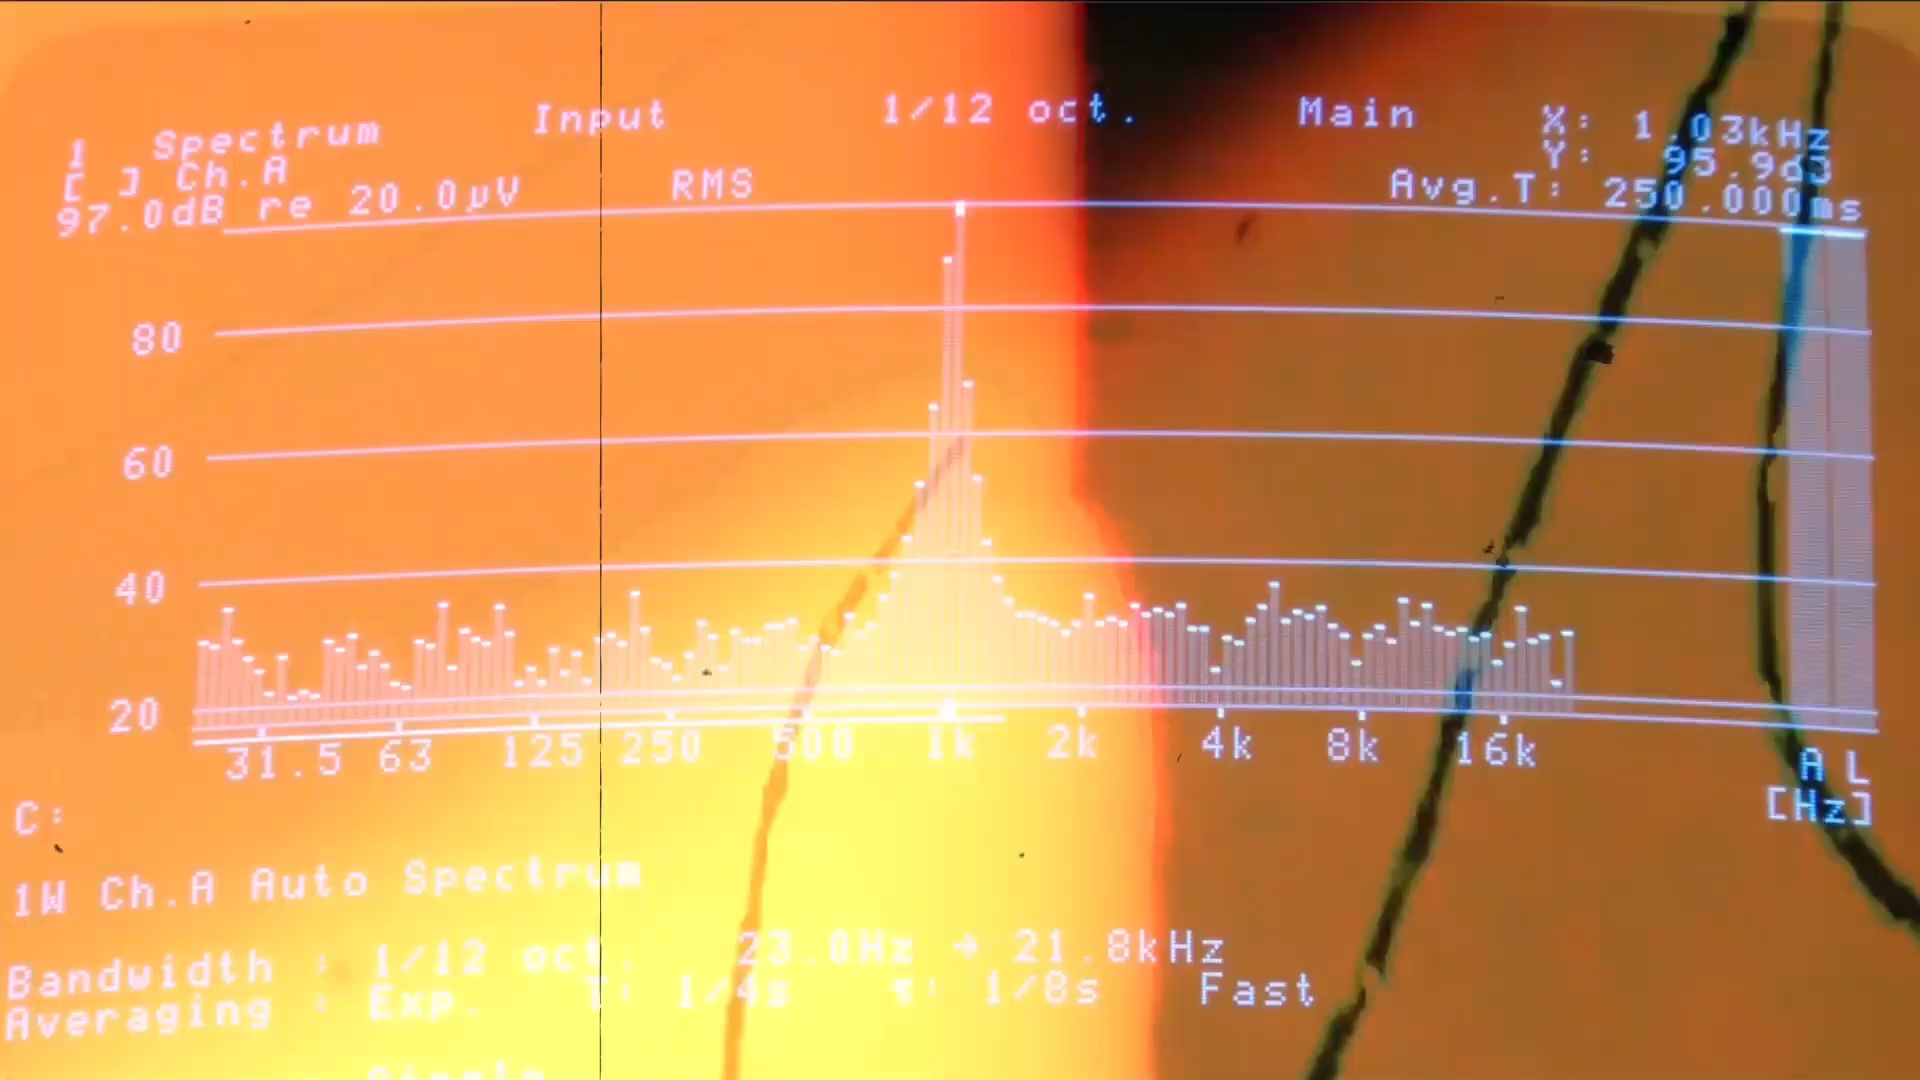 1 Spectrum Input 1/12 oct. Main X: 1.03kHz
[ ] Ch.A Y: 95.9dB
97.0dB re 20.0µV RMS Avg.T: 250.000ms
80
60
40
20
31.5 63 125 250 500 1k 2k 4k 8k 16k A L
[Hz]
C:
1W Ch.A Auto Spectrum
Bandwidth : 1/12 oct. 23.0Hz → 21.8kHz
Averaging : Exp. T: 1/4s τ: 1/8s Fast